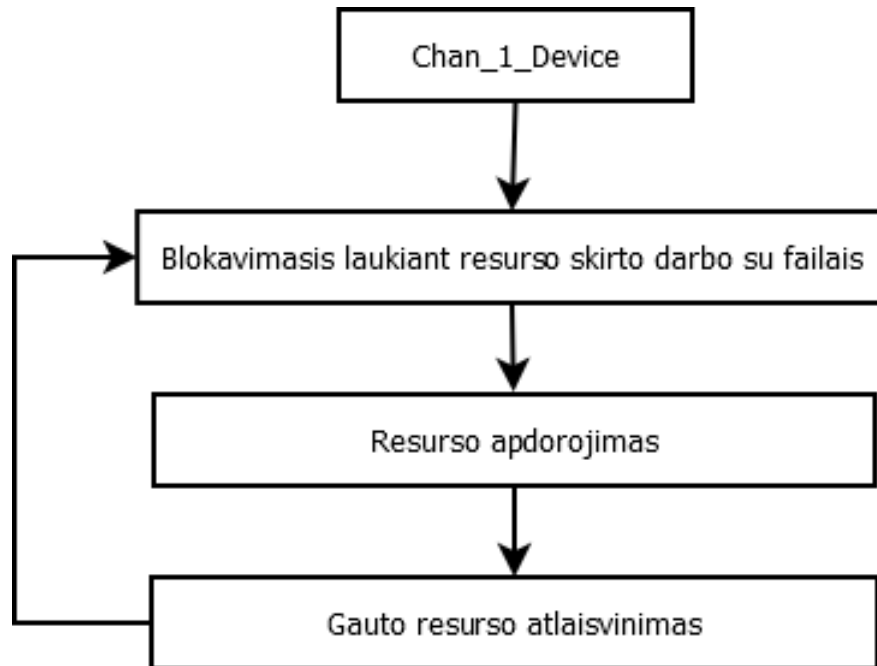 Chan_1_Device
Blokavimasis laukiant resurso skirto darbo su failais
Resurso apdorojimas
Gauto resurso atlaisvinimas